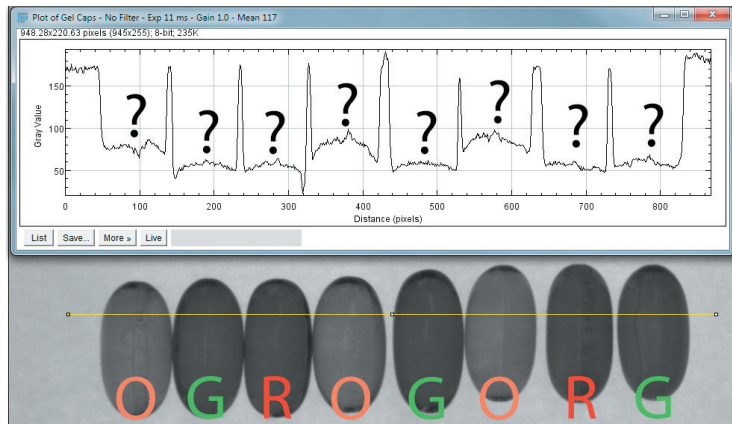 Plot of Gel Caps - No Filter - Exp 11 ms - Gain 1.0 - Mean 117
948.28x220.63 pixels (945x255); 8-bit; 235K
Gray Value
150
100
50
? ? ? ? ? ? ? ?
0 100 200 300 400 500 600 700 800
Distance (pixels)
List Save... More » Live
O G R O G O R G